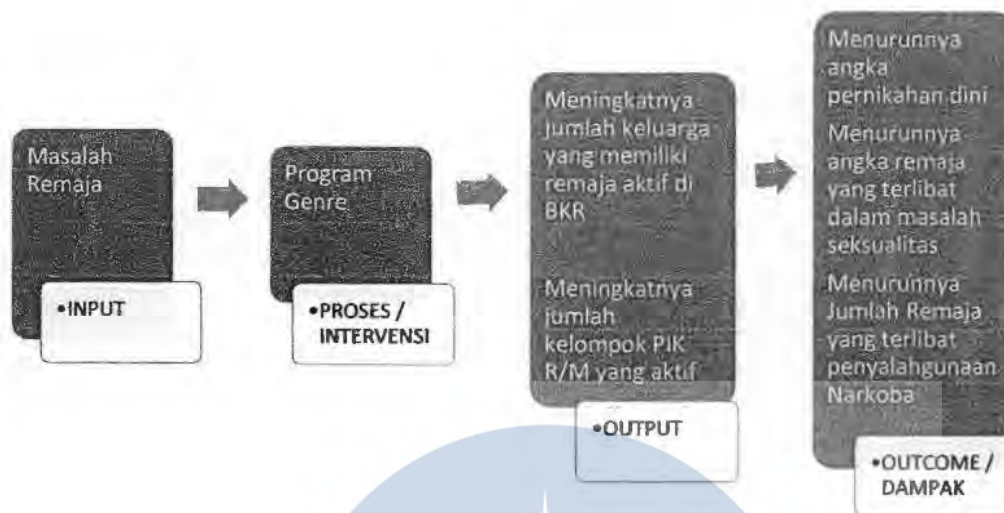 Masalah
Remaja
•INPUT
Program
Genre
•PROSES /
INTERVENSI
Meningkatnya
Jumlah keluarga
yang memiliki
remaja aktif di
BKR
Meningkatnya
jumlah
kelompok PIK
R/M yang aktif
•OUTPUT
Menurunnya
angka
pernikahan dini
Menurunnya
angka remaja
yang terlibat
dalam masalah
seksualitas
Menurunnya
Jumlah Remaja
yang terlibat
penyalahgunaan
Narkoba
•OUTCOME /
DAMPAK